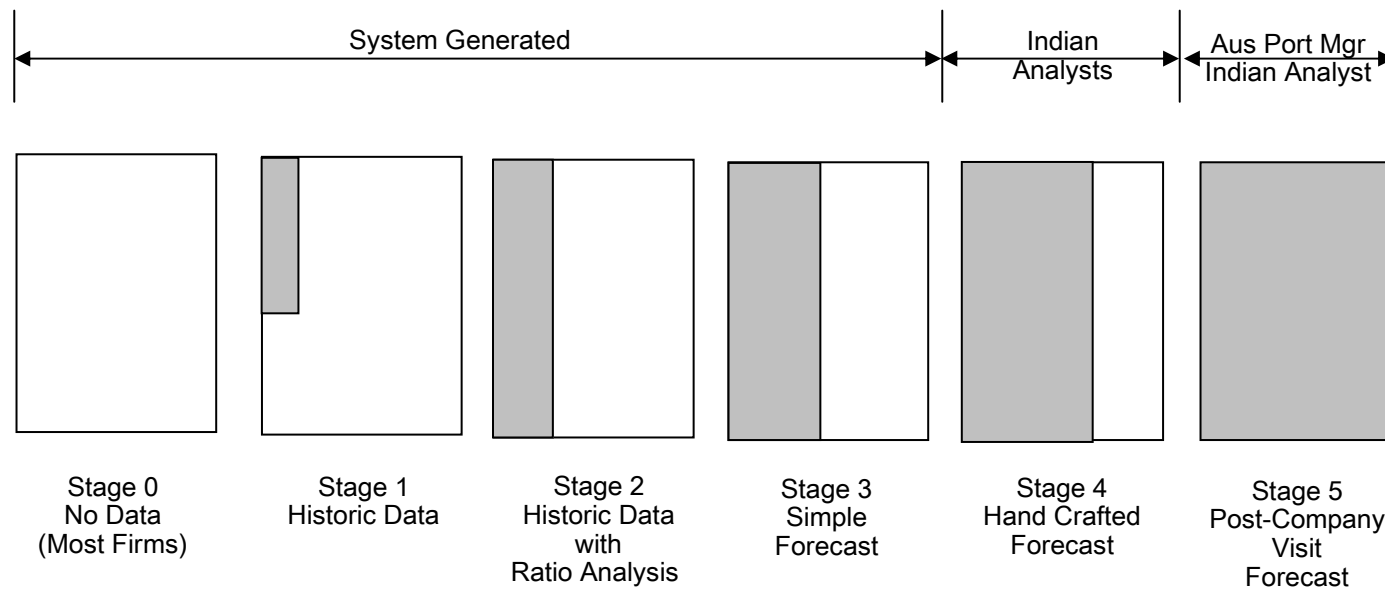 System Generated
Indian
Analysts
Aus Port Mgr
Indian Analyst
Stage 0
No Data
(Most Firms)
Stage 1
Historic Data
Stage 2
Historic Data
with
Ratio Analysis
Stage 3
Simple
Forecast
Stage 4
Hand Crafted
Forecast
Stage 5
Post-Company
Visit
Forecast